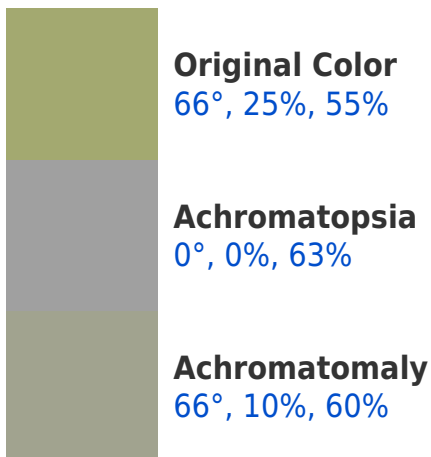 Original Color
66°, 25%, 55%
Achromatopsia
0°, 0%, 63%
Achromatomaly
66°, 10%, 60%